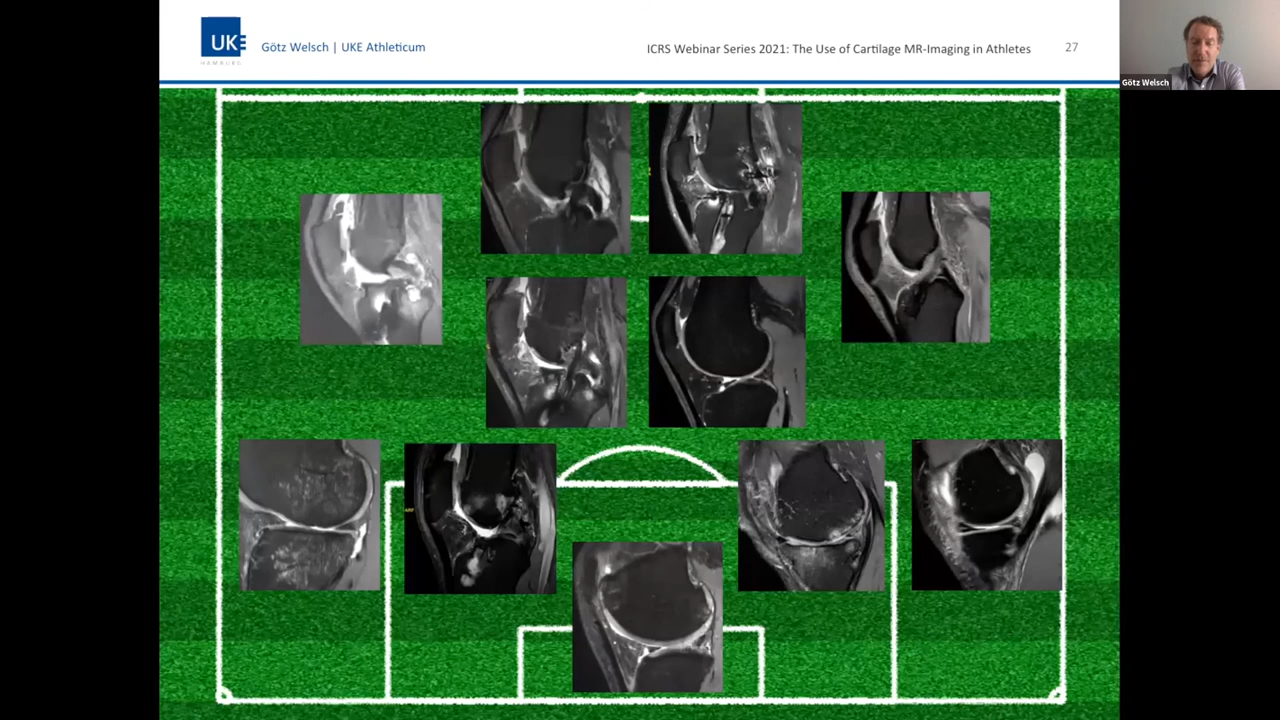 UKE
HAMBURG
Götz Welsch | UKE Athleticum
ICRS Webinar Series 2021: The Use of Cartilage MR-Imaging in Athletes
27
Götz Welsch